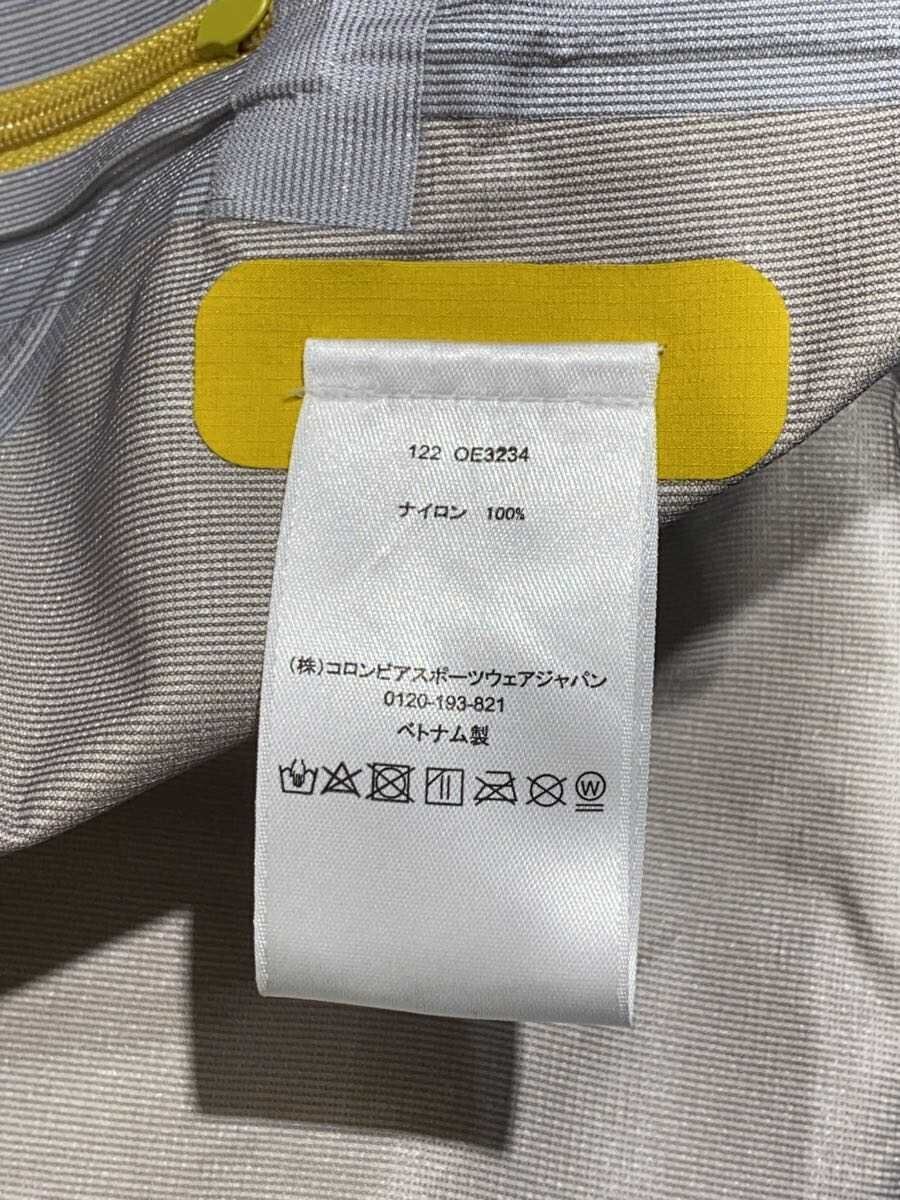 122 OE3234
ナイロン 100%
(株)コロンビアスポーツウェアジャパン
0120-193-821
ベトナム製
W